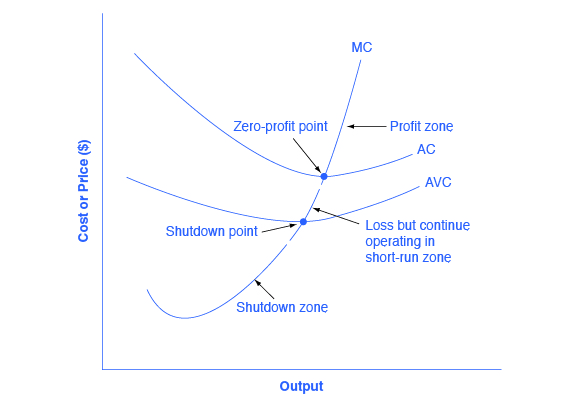 MC
Zero-profit point
Profit zone
AC
AVC
Shutdown point
Loss but continue
operating in
short-run zone
Shutdown zone
Cost or Price ($)
Output